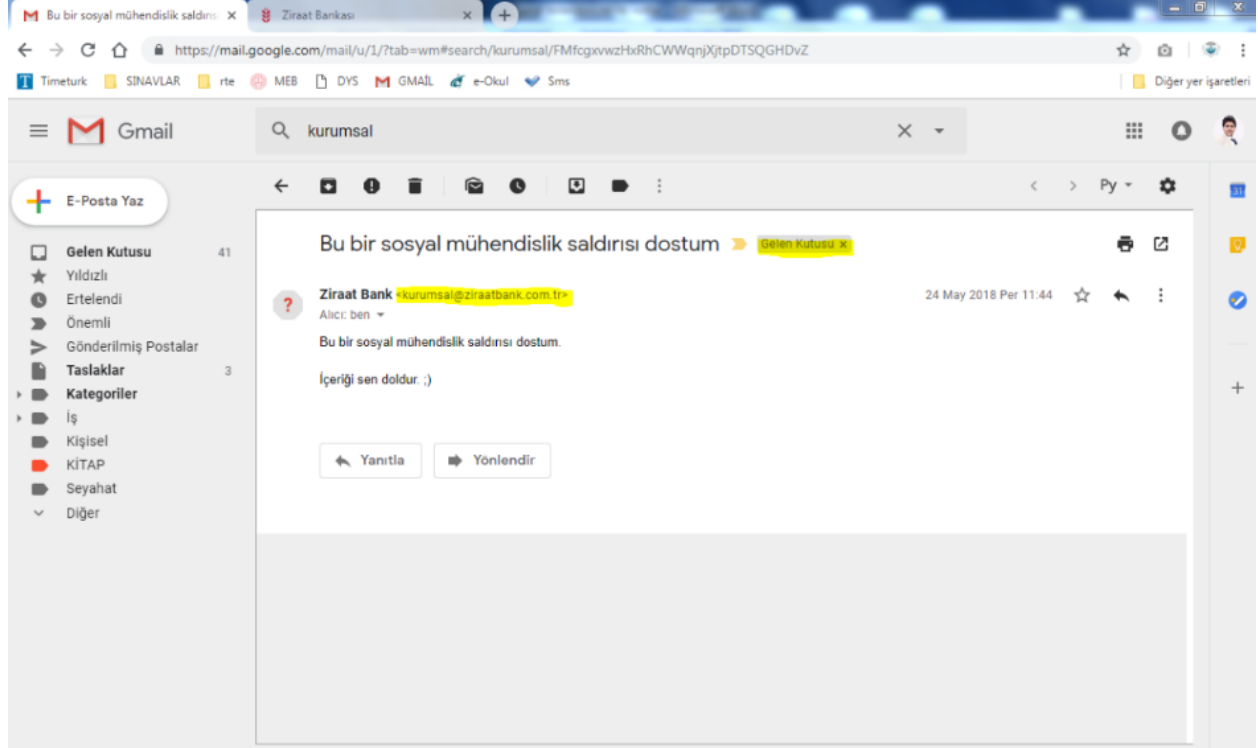 Bu bir sosyal mühendislik saldırıs
Ziraat Bankası
https://mail.google.com/mail/u/1/?tab=wm#search/kurumsal/FMfcgxvwzHxRhCWWqnjXjtpDTSQGHDvZ
Timeturk SINAVLAR rte MEB DYS GMAİL e-Okul Sms Diğer yer işaretleri
Gmail
kurumsal
E-Posta Yaz
Py
31
Bu bir sosyal mühendislik saldırısı dostum Gelen Kutusu x
Gelen Kutusu 41
Yıldızlı
Ertelendi
Önemli
Gönderilmiş Postalar
Taslaklar 3
Kategoriler
İş
Kişisel
KİTAP
Seyahat
Diğer
Ziraat Bank <kurumsal@ziraatbank.com.tr> 24 May 2018 Per 11:44
Alıcı: ben
Bu bir sosyal mühendislik saldırısı dostum.
İçeriği sen doldur. ;)
Yanıtla Yönlendir